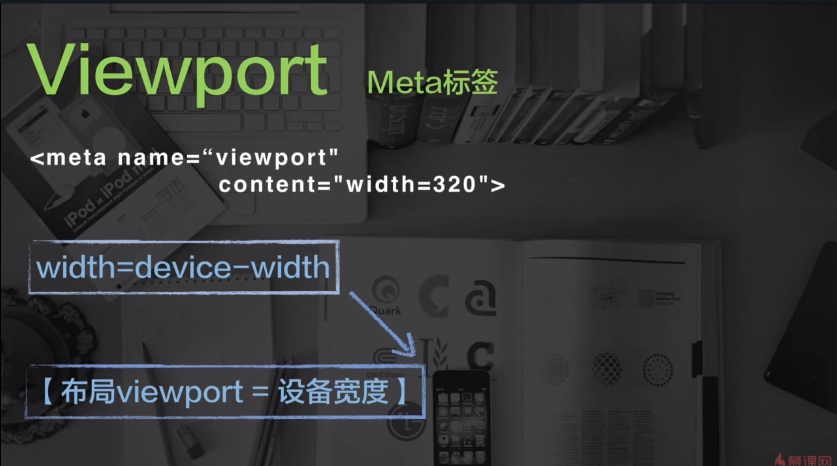 Viewport Meta标签
<meta name=“viewport"
content="width=320">
width=device-width
【 布局viewport = 设备宽度 】
iPod и iPod
Quark
慕课网